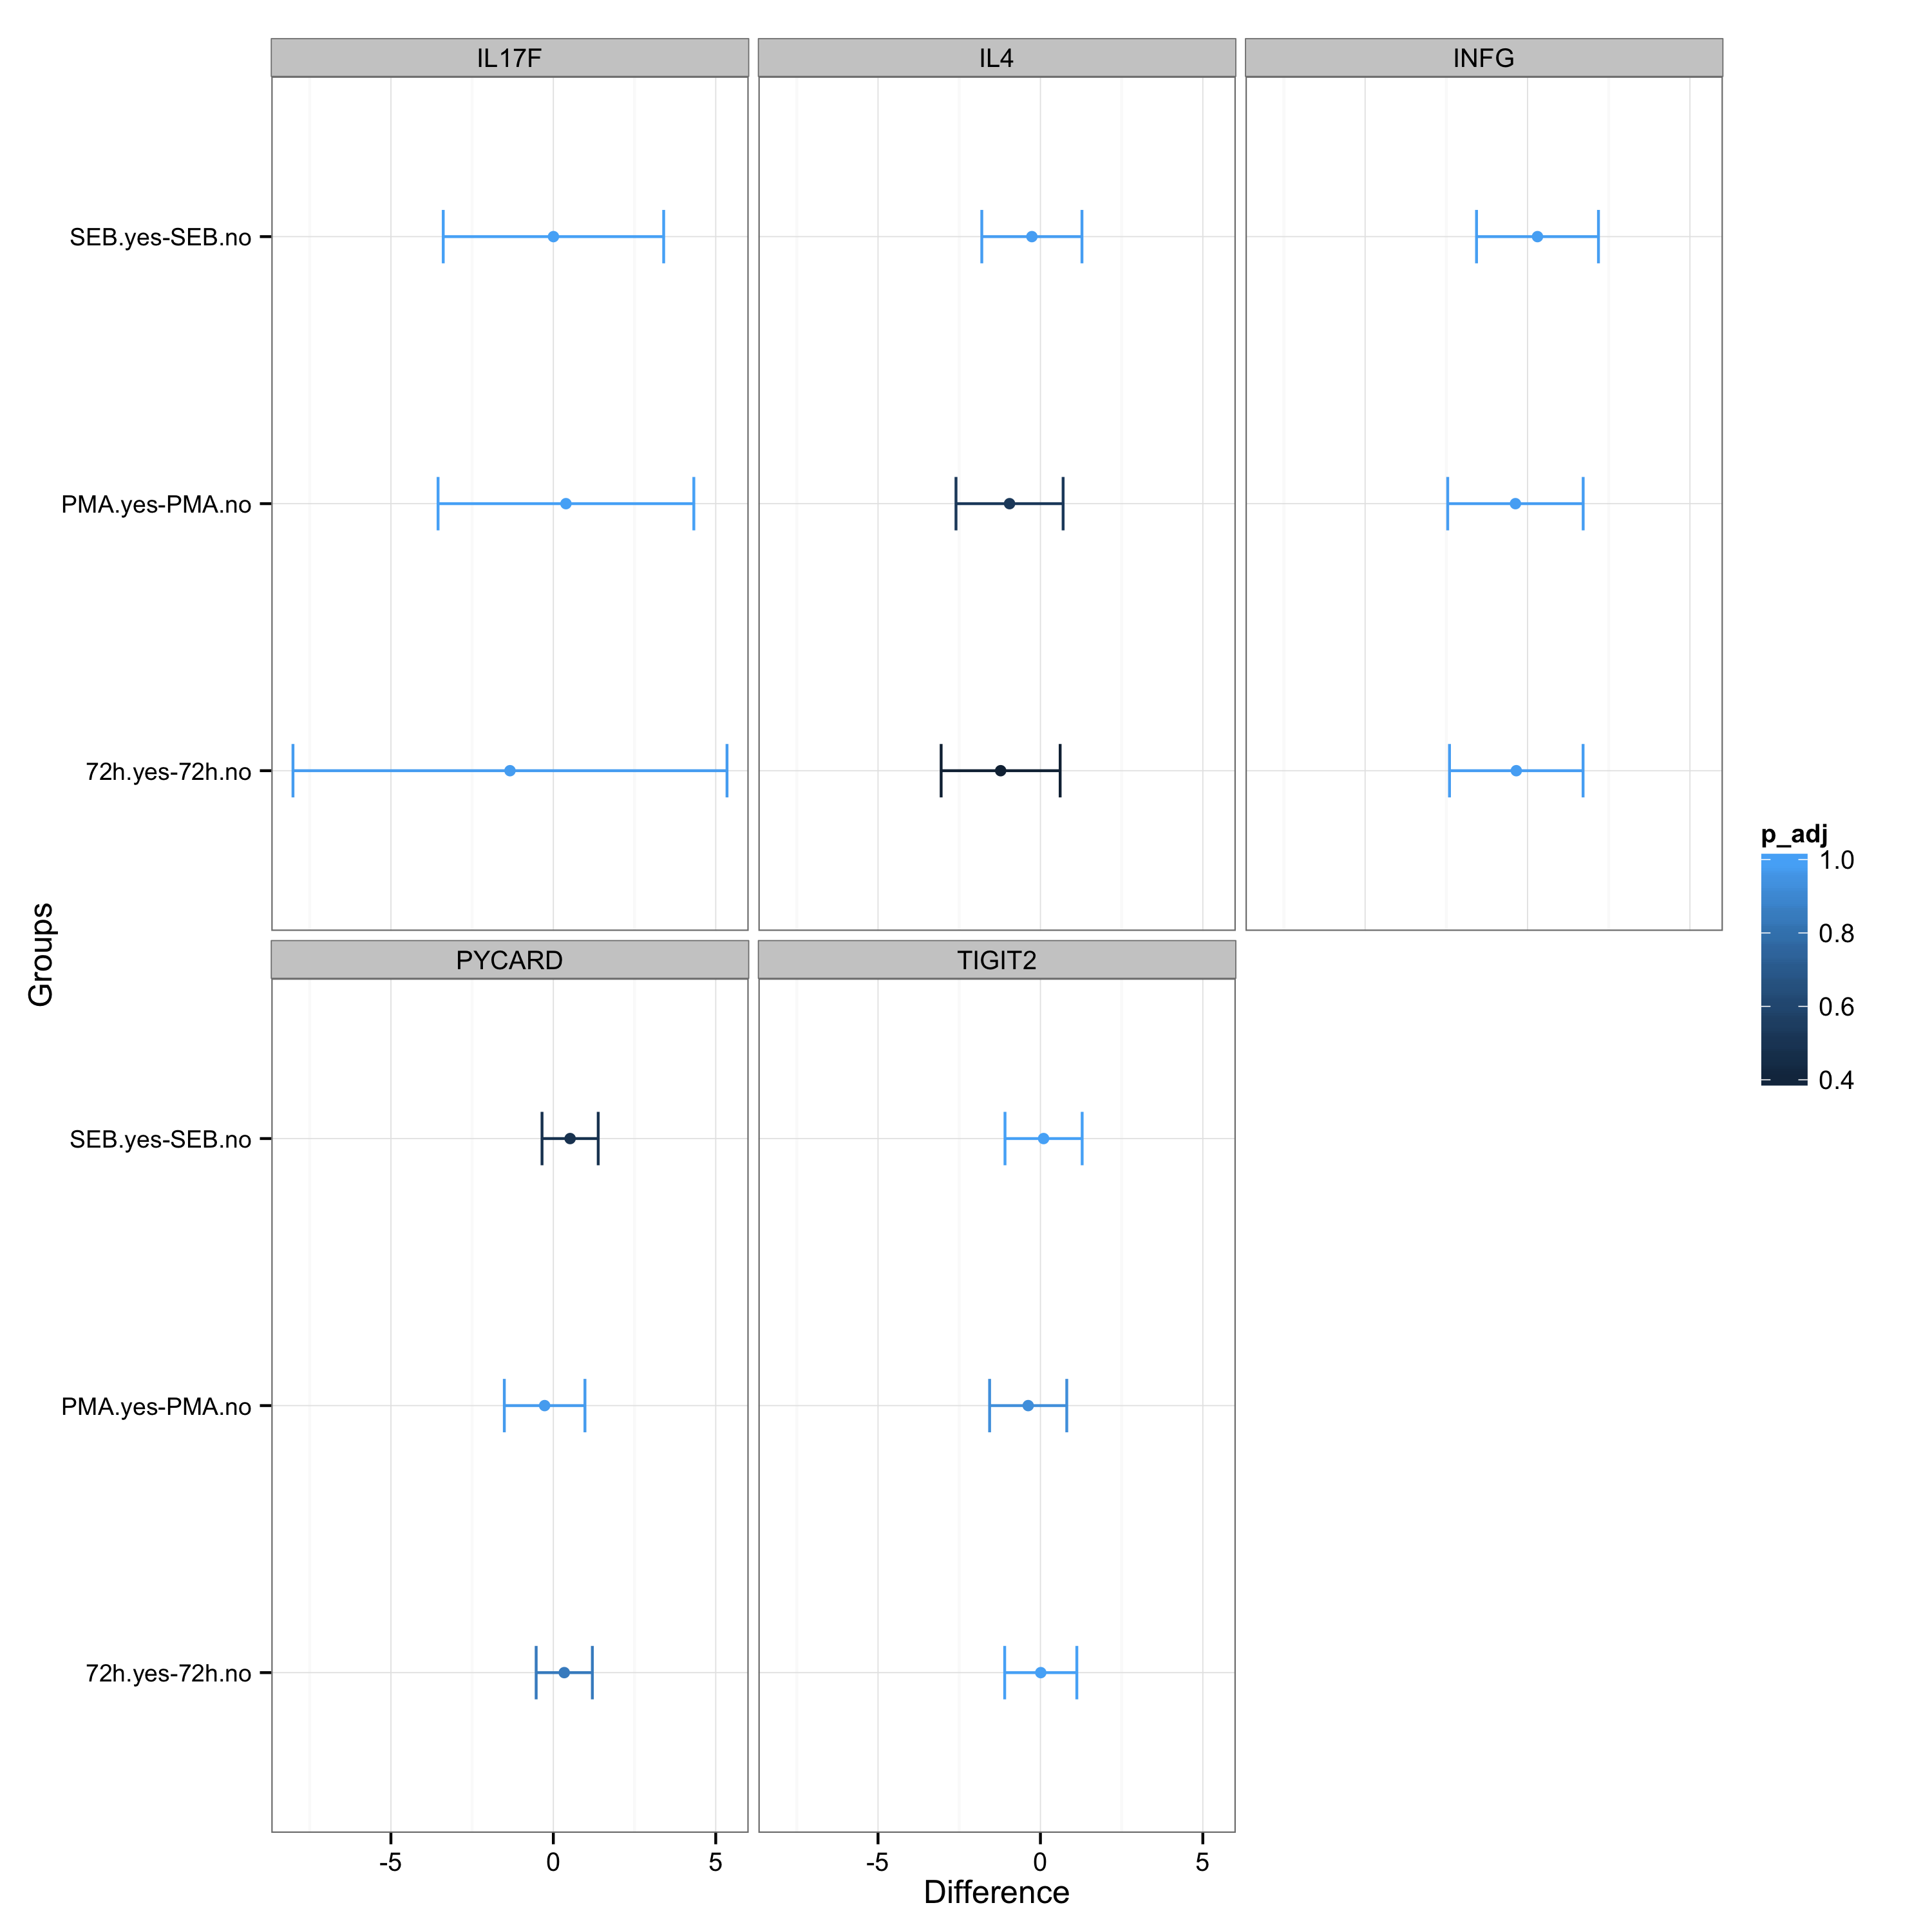 IL17F
IL4
INFG
SEB.yes-SEB.no
PMA.yes-PMA.no
72h.yes-72h.no
PYCARD
TIGIT2
SEB.yes-SEB.no
PMA.yes-PMA.no
72h.yes-72h.no
-5 0 5
-5 0 5
Difference
Groups
p_adj
1.0
0.8
0.6
0.4